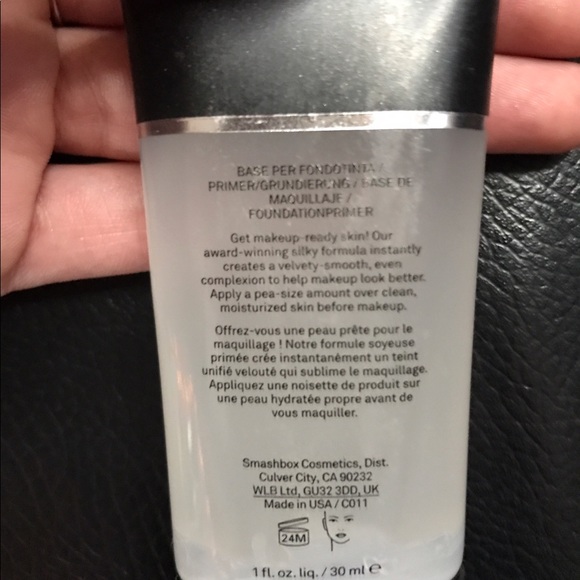 BASE PER FONDOTINTA /
PRIMER/GRUNDIERUNG / BASE DE
MAQUILLAJE /
FOUNDATIONPRIMER
Get makeup-ready skin! Our
award-winning silky formula instantly
creates a velvety-smooth, even
complexion to help makeup look better.
Apply a pea-size amount over clean,
moisturized skin before makeup.
Offrez-vous une peau prête pour le
maquillage ! Notre formule soyeuse
primée crée instantanément un teint
unifié velouté qui sublime le maquillage.
Appliquez une noisette de produit sur
une peau hydratée propre avant de
vous maquiller.
Smashbox Cosmetics, Dist.
Culver City, CA 90232
WLB Ltd, GU32 3DD, UK
Made in USA / C011
24M
1 fl. oz. liq. / 30 ml ℮